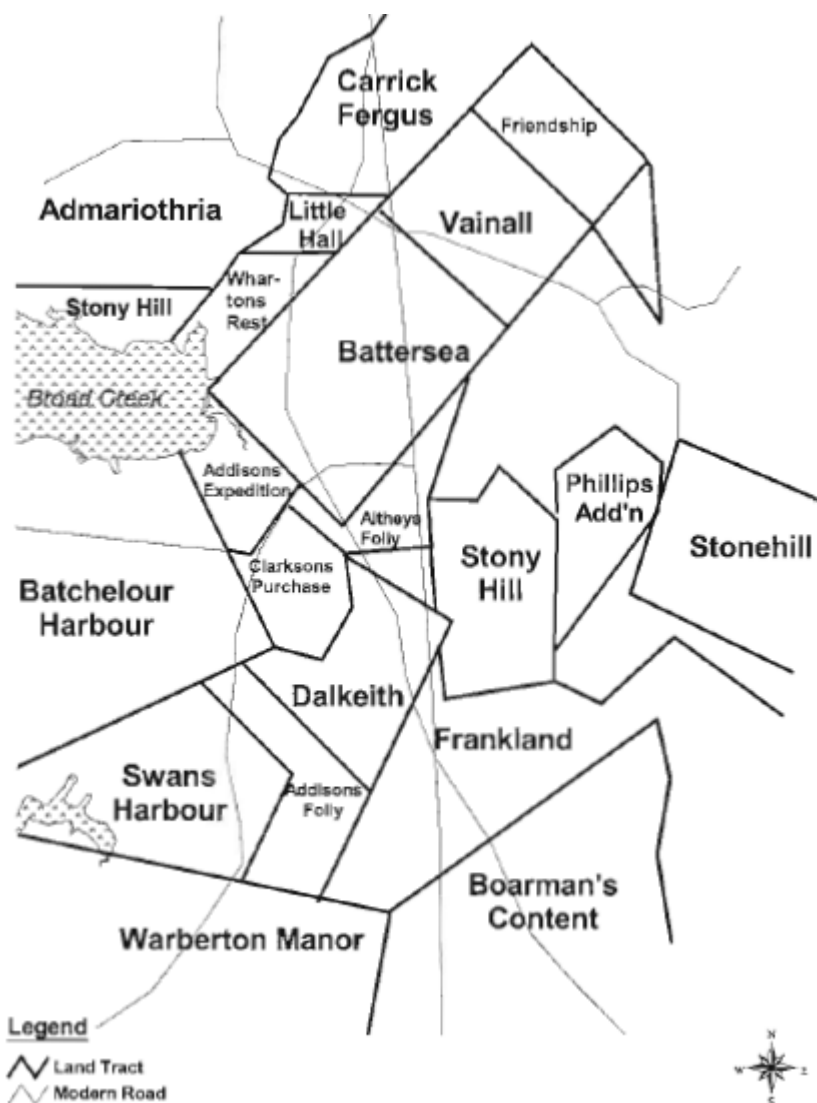 Carrick
Fergus
Friendship
Admariothria
Little
Hall
Vainall
Whar-
tons
Rest
Stony Hill
Battersea
Broad Creek
Addisons
Expedition
Altheys
Folly
Phillips
Add'n
Stony
Hill
Stonehill
Clarksons
Purchase
Batchelour
Harbour
Dalkeith
Frankland
Swans
Harbour
Addisons
Folly
Boarman's
Content
Warberton Manor
Legend
Land Tract
Modern Road
N
W
S